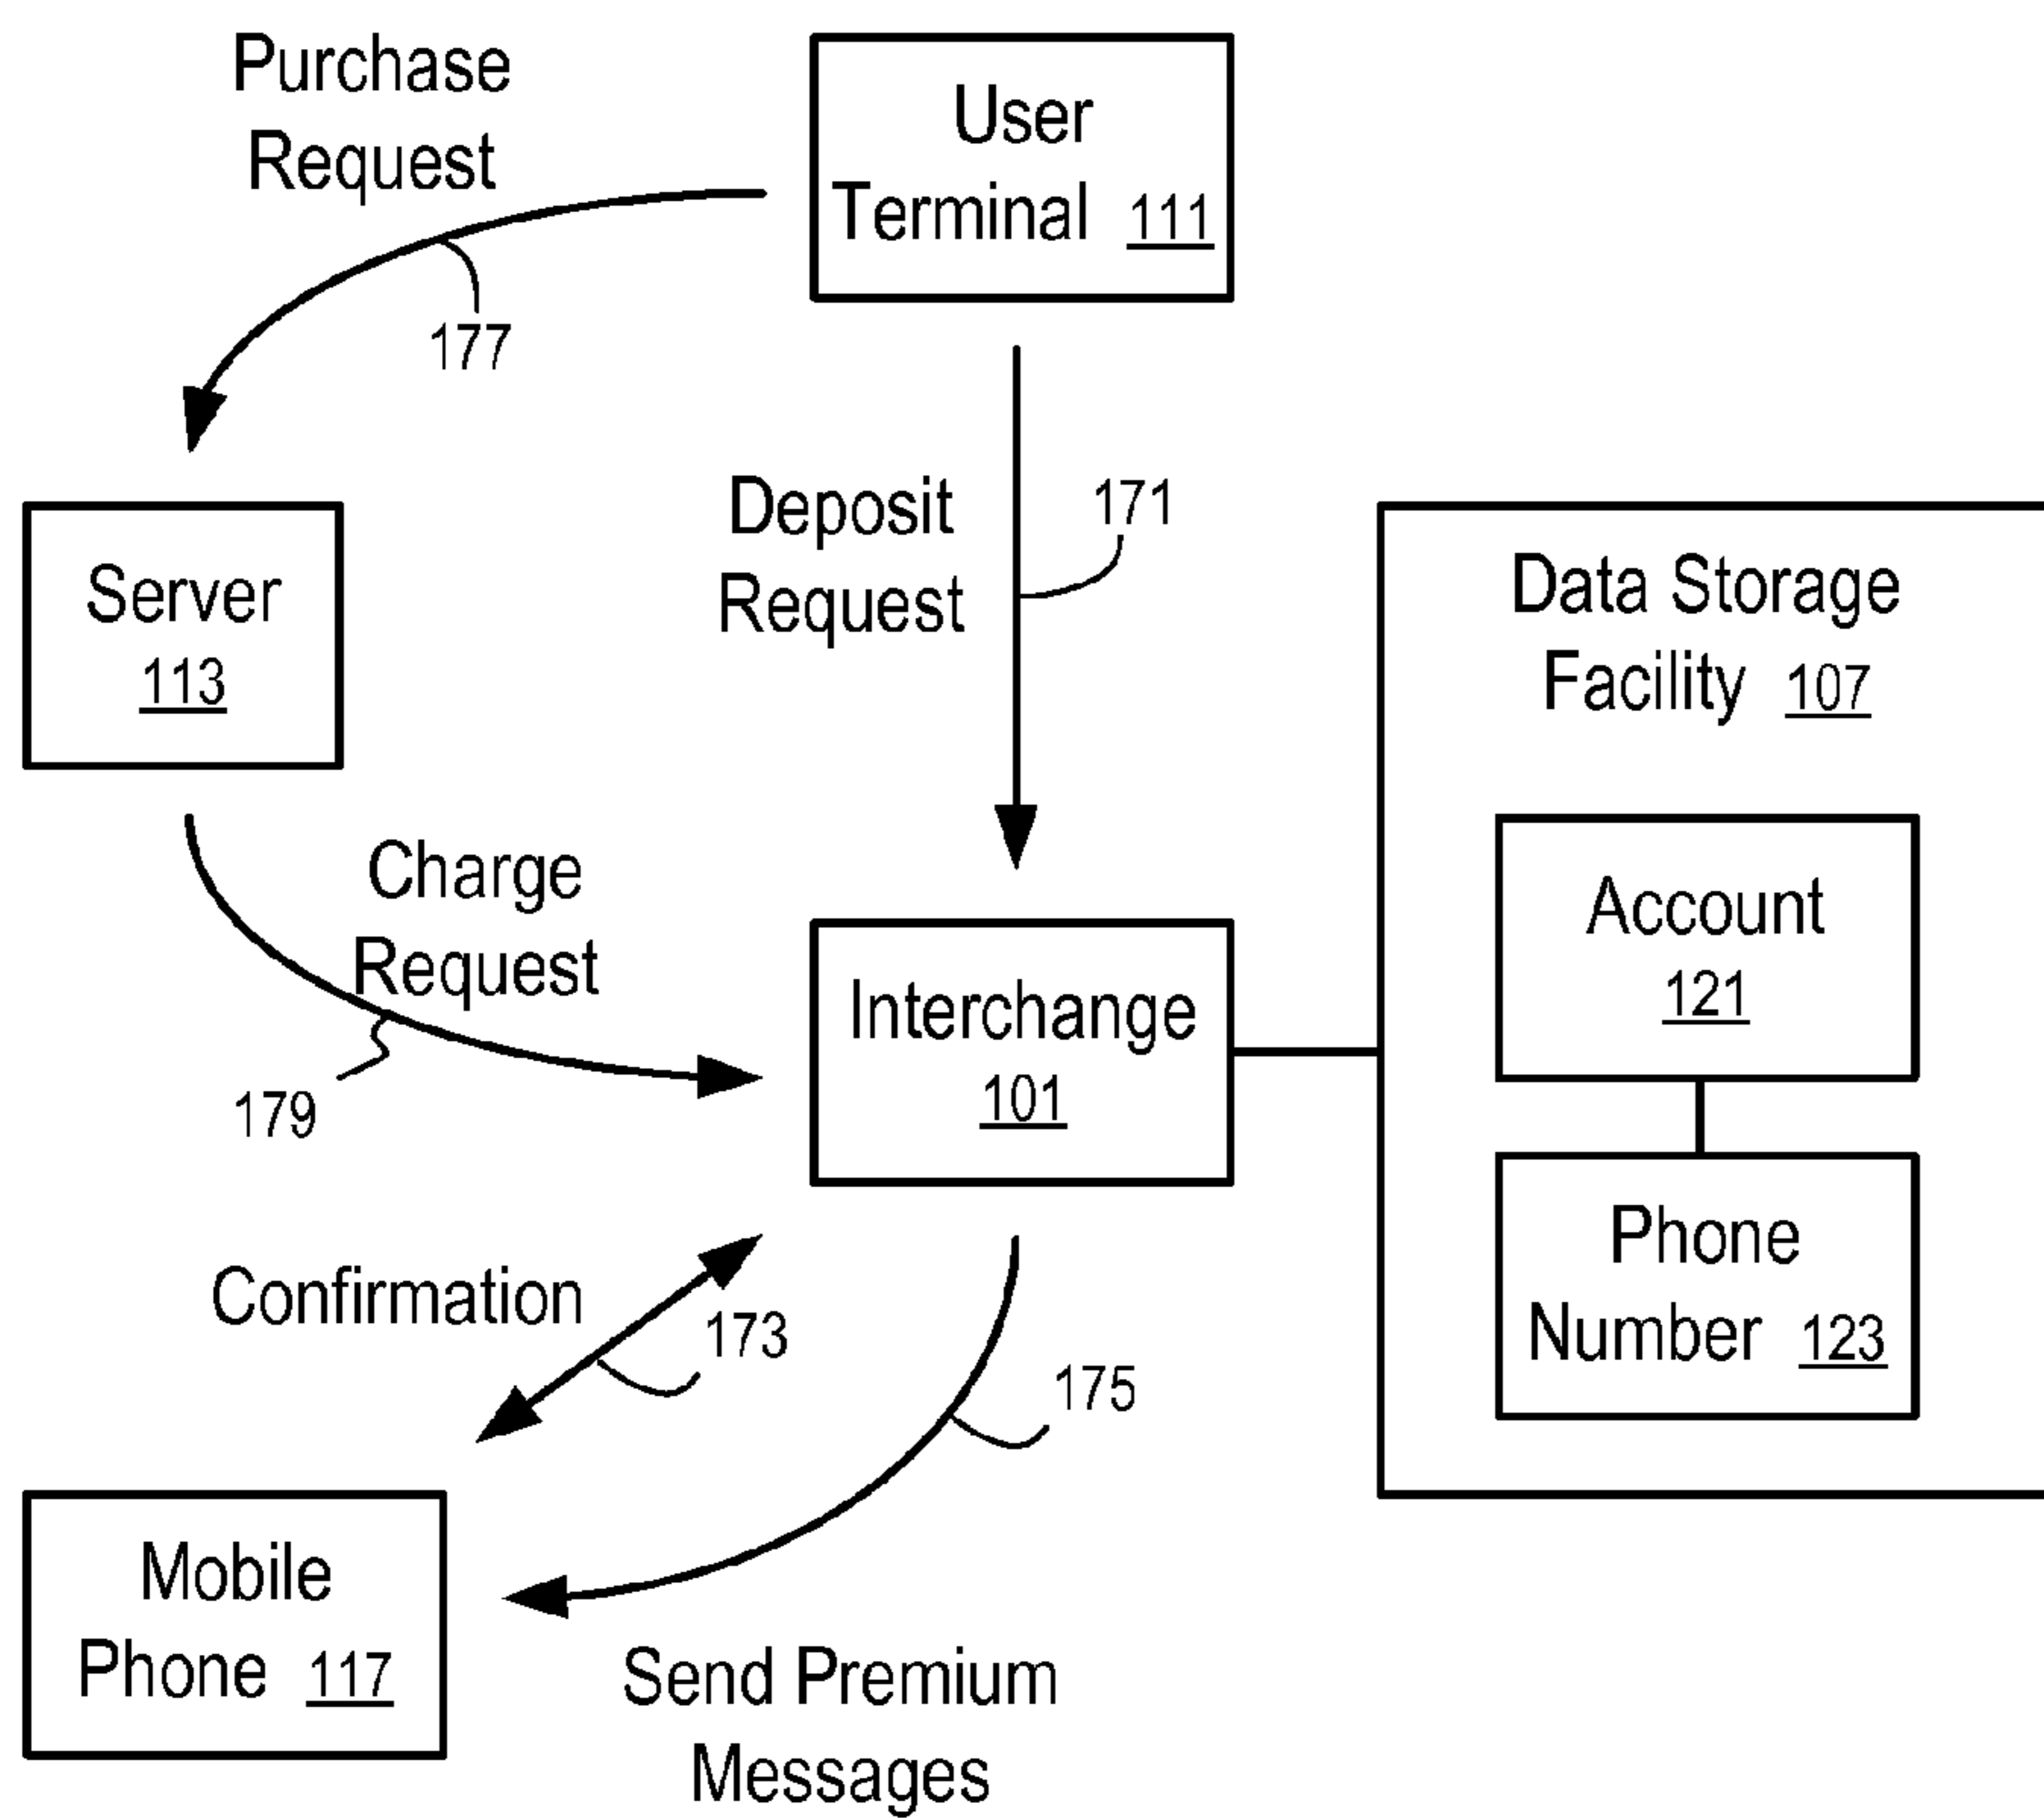 Purchase
Request
177
User
Terminal 111
Server
113
Deposit
Request
171
Data Storage
Facility 107
Charge
Request
179
Interchange
101
Account
121
Phone
Number 123
Confirmation
173
175
Mobile
Phone 117
Send Premium
Messages